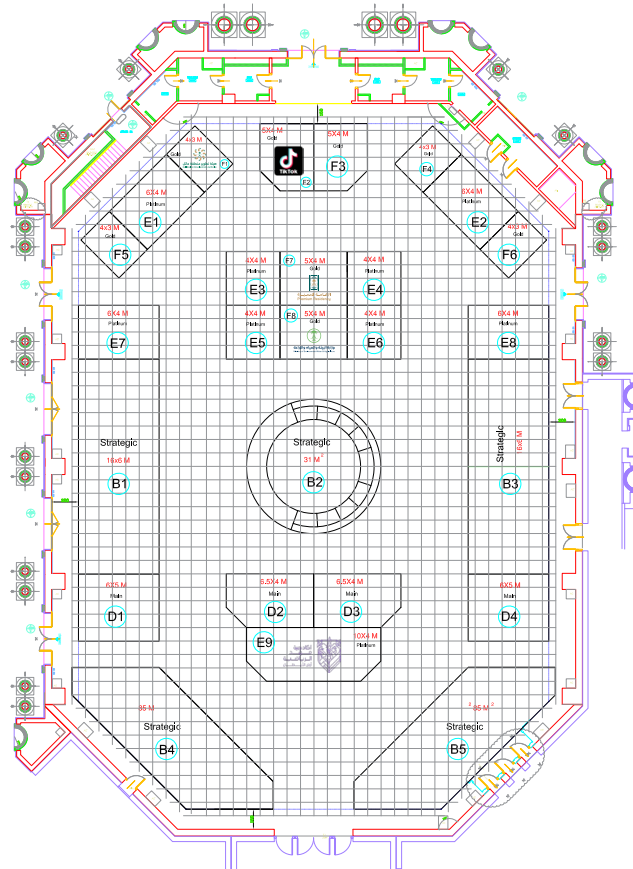 4x3 M
Gold
F1
5X4 M
Gold
TikTok
F2
5X4 M
Gold
F3
4x3 M
Gold
F4
6X4 M
Platinum
E1
6X4 M
Platinum
E2
4x3 M
Gold
F5
4x3 M
Gold
F6
4X4 M
Platinum
E3
F7
5X4 M
Gold
4X4 M
Platinum
E4
4X4 M
Platinum
E5
F8
5X4 M
Gold
4X4 M
Platinum
E6
6X4 M
Platinum
E7
6X4 M
Platinum
E8
Strategic
16x6 M
B1
Strategic
31 M
B2
Strategic
B3
6X5 M
Main
D1
6.5X4 M
Main
D2
6.5X4 M
Main
D3
6X5 M
Main
D4
E9
10X4 M
Platinum
Strategic
B4
85 M 2
Strategic
B5